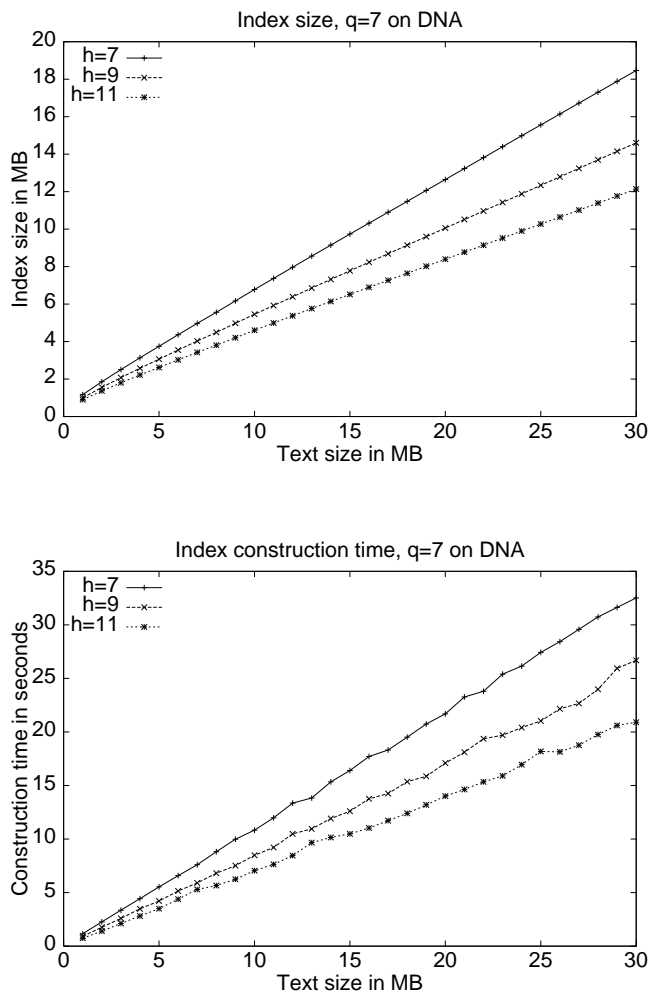 Index size, q=7 on DNA
20
18
16
14
12
10
8
6
4
2
0
Index size in MB
h=7
h=9
h=11
0 5 10 15 20 25 30
Text size in MB
Index construction time, q=7 on DNA
35
30
25
20
15
10
5
0
Construction time in seconds
h=7
h=9
h=11
0 5 10 15 20 25 30
Text size in MB